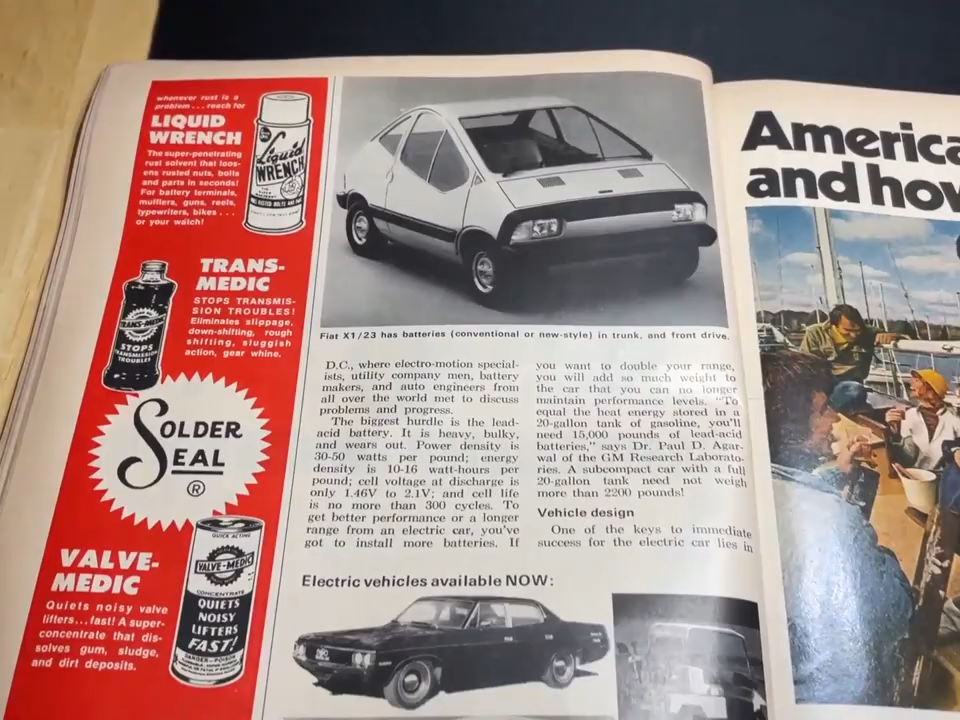 whenever rust is a
problem...reach for
LIQUID
WRENCH
The super-penetrating
rust solvent that loos-
ens rusted nuts, bolts
and parts in seconds!
For battery terminals,
mufflers, guns, reels,
typewriters, bikes...
or your watch!
Liquid
WRENCH
TRANS-
MEDIC
STOPS TRANSMIS-
SION TROUBLES!
Eliminates slippage,
down-shifting, rough
shifting, sluggish
action, gear whine.
TRANS-MEDIC
STOPS
TRANSMISSION
TROUBLES
SOLDER
SEAL
®
VALVE-
MEDIC
Quiets noisy valve
lifters...fast! A super-
concentrate that dis-
solves gum, sludge,
and dirt deposits.
QUICK ACTING
VALVE-MEDIC
CONCENTRATE
QUIETS
NOISY
LIFTERS
FAST!
DANGER-POISON
Fiat X1/23 has batteries (conventional or new-style) in trunk, and front drive.
D.C., where electro-motion special-
ists, utility company men, battery
makers, and auto engineers from
all over the world met to discuss
problems and progress.
The biggest hurdle is the lead-
acid battery. It is heavy, bulky,
and wears out. Power density is
30-50 watts per pound; energy
density is 10-16 watt-hours per
pound; cell voltage at discharge is
only 1.46V to 2.1V; and cell life
is no more than 300 cycles. To
get better performance or a longer
range from an electric car, you've
got to install more batteries. If
you want to double your range,
you will add so much weight to
the car that you can no longer
maintain performance levels. "To
equal the heat energy stored in a
20-gallon tank of gasoline, you'll
need 15,000 pounds of lead-acid
batteries," says Dr. Paul D. Agar-
wal of the GM Research Laborato-
ries. A subcompact car with a full
20-gallon tank need not weigh
more than 2200 pounds!
Vehicle design
One of the keys to immediate
success for the electric car lies in
Electric vehicles available NOW:
America
and how